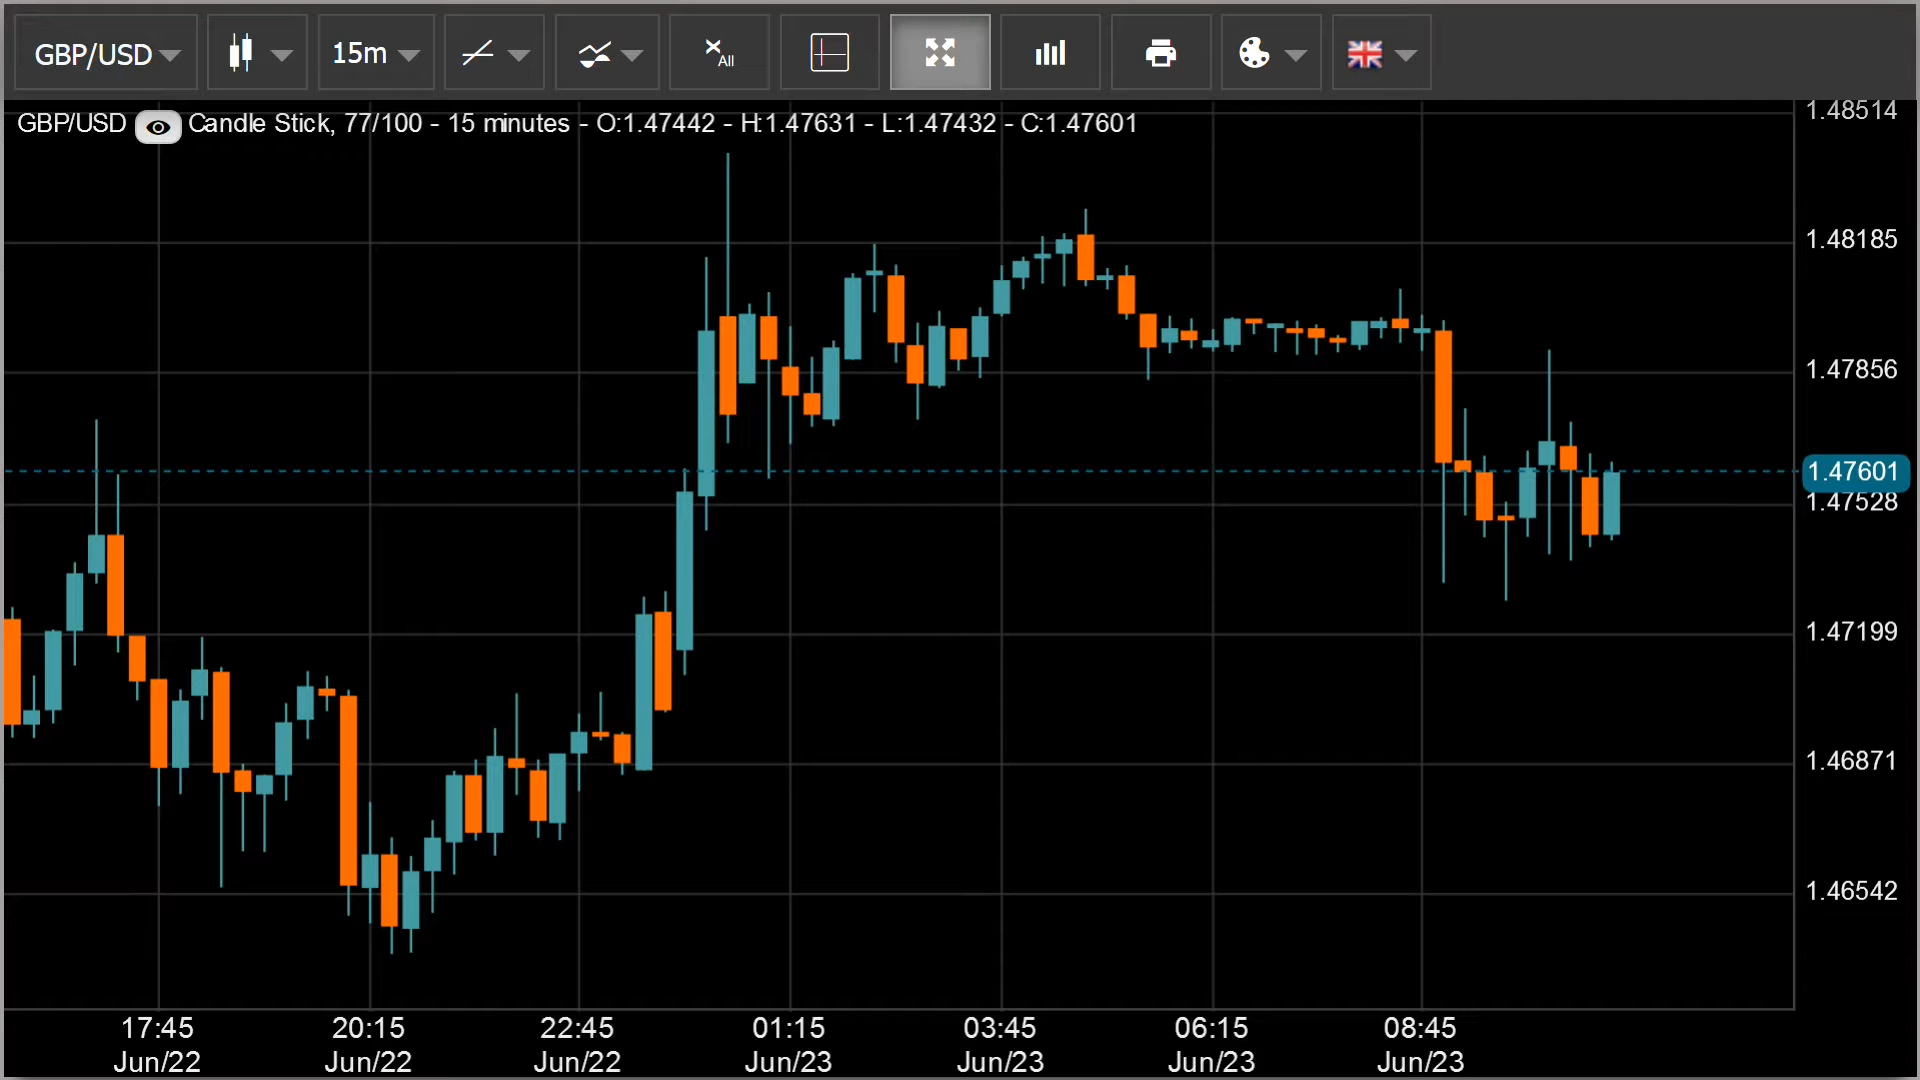 GBP/USD 15m X All
GBP/USD Candle Stick, 77/100 - 15 minutes - O:1.47442 - H:1.47631 - L:1.47432 - C:1.47601
1.48514
1.48185
1.47856
1.47601
1.47528
1.47199
1.46871
1.46542
17:45 20:15 22:45 01:15 03:45 06:15 08:45
Jun/22 Jun/22 Jun/22 Jun/23 Jun/23 Jun/23 Jun/23